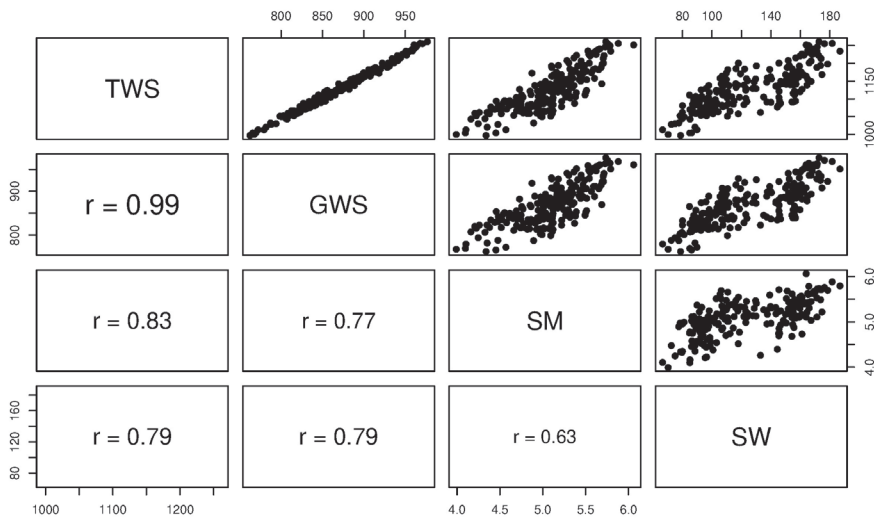 800 850 900 950 80 100 140 180
TWS
1000 1150
800 900
r = 0.99 GWS
r = 0.83 r = 0.77 SM
4.0 5.0 6.0
80 120 160
r = 0.79 r = 0.79 r = 0.63 SW
1000 1100 1200 4.0 4.5 5.0 5.5 6.0